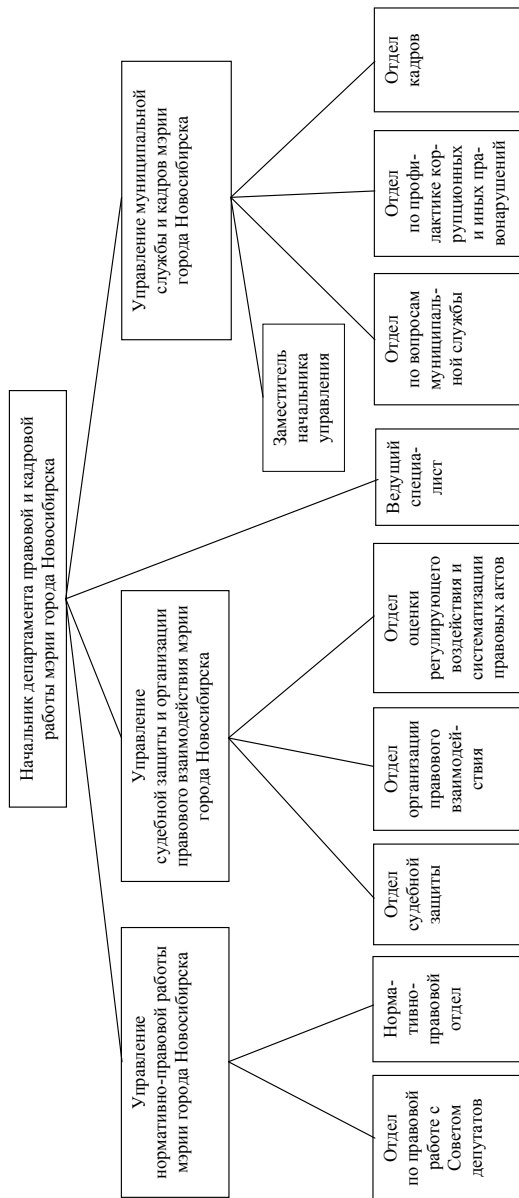 Начальник департамента правовой и кадровой
работы мэрии города Новосибирска
Управление
нормативно-правовой работы
мэрии города Новосибирска
Управление
судебной защиты и организации
правового взаимодействия мэрии
города Новосибирска
Управление муниципальной
службы и кадров мэрии
города Новосибирска
Заместитель
начальника
управления
Отдел
по правовой
работе с
Советом
депутатов
Норма-
тивно-
правовой
отдел
Отдел
судебной
защиты
Отдел
организации
правового
взаимодей-
ствия
Отдел
оценки
регулирующего
воздействия и
систематизации
правовых актов
Ведущий
специа-
лист
Отдел
по вопросам
муниципаль-
ной службы
Отдел
по профи-
лактике кор-
рупционных
и иных пра-
вонарушений
Отдел
кадров